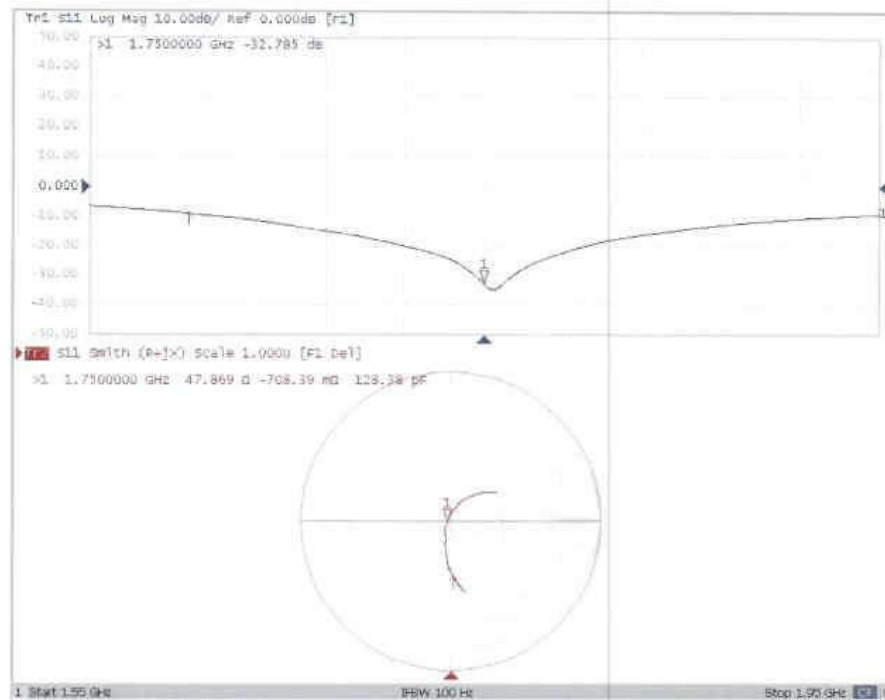 Tr1 S11 Log Mag 10.00dB/ Ref 0.000dB [F1]
50.00
>1 1.7500000 GHz -32.785 dB
40.00
30.00
20.00
10.00
0.000
-10.00
-20.00
1
-30.00
-40.00
-50.00
Tr2 S11 Smith (R+jX) Scale 1.000U [F1 Del]
>1 1.7500000 GHz 47.869 Ω -708.39 mΩ 128.38 pF
1
1 Start 1.55 GHz IFBW 100 Hz Stop 1.95 GHz